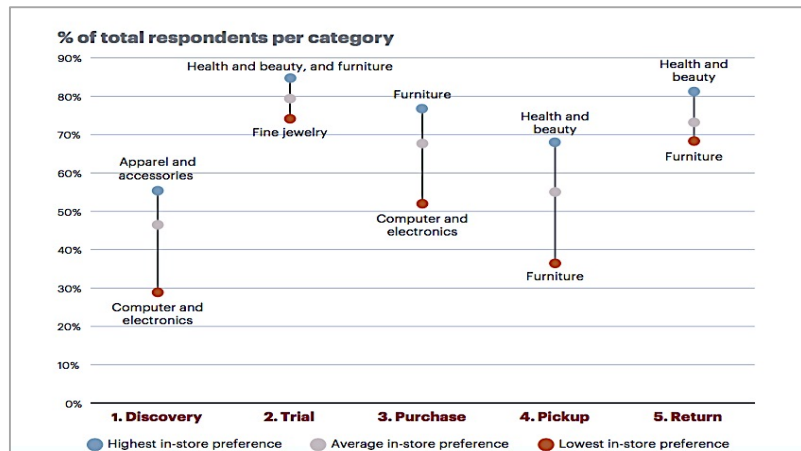 % of total respondents per category
90%
Health and beauty, and furniture
Health and
beauty
80%
Furniture
70%
Fine jewelry
Health and
beauty
Furniture
60%
Apparel and
accessories
50%
Computer and
electronics
40%
30%
Furniture
Computer and
electronics
20%
10%
0%
1. Discovery 2. Trial 3. Purchase 4. Pickup 5. Return
Highest in-store preference Average in-store preference Lowest in-store preference